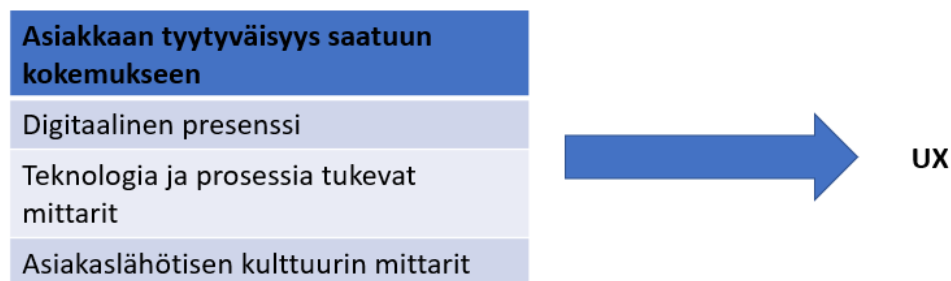 Asiakkaan tyytyväisyys saatuun
kokemukseen
Digitaalinen presenssi
Teknologia ja prosessia tukevat
mittarit
Asiakaslähötisen kulttuurin mittarit
UX